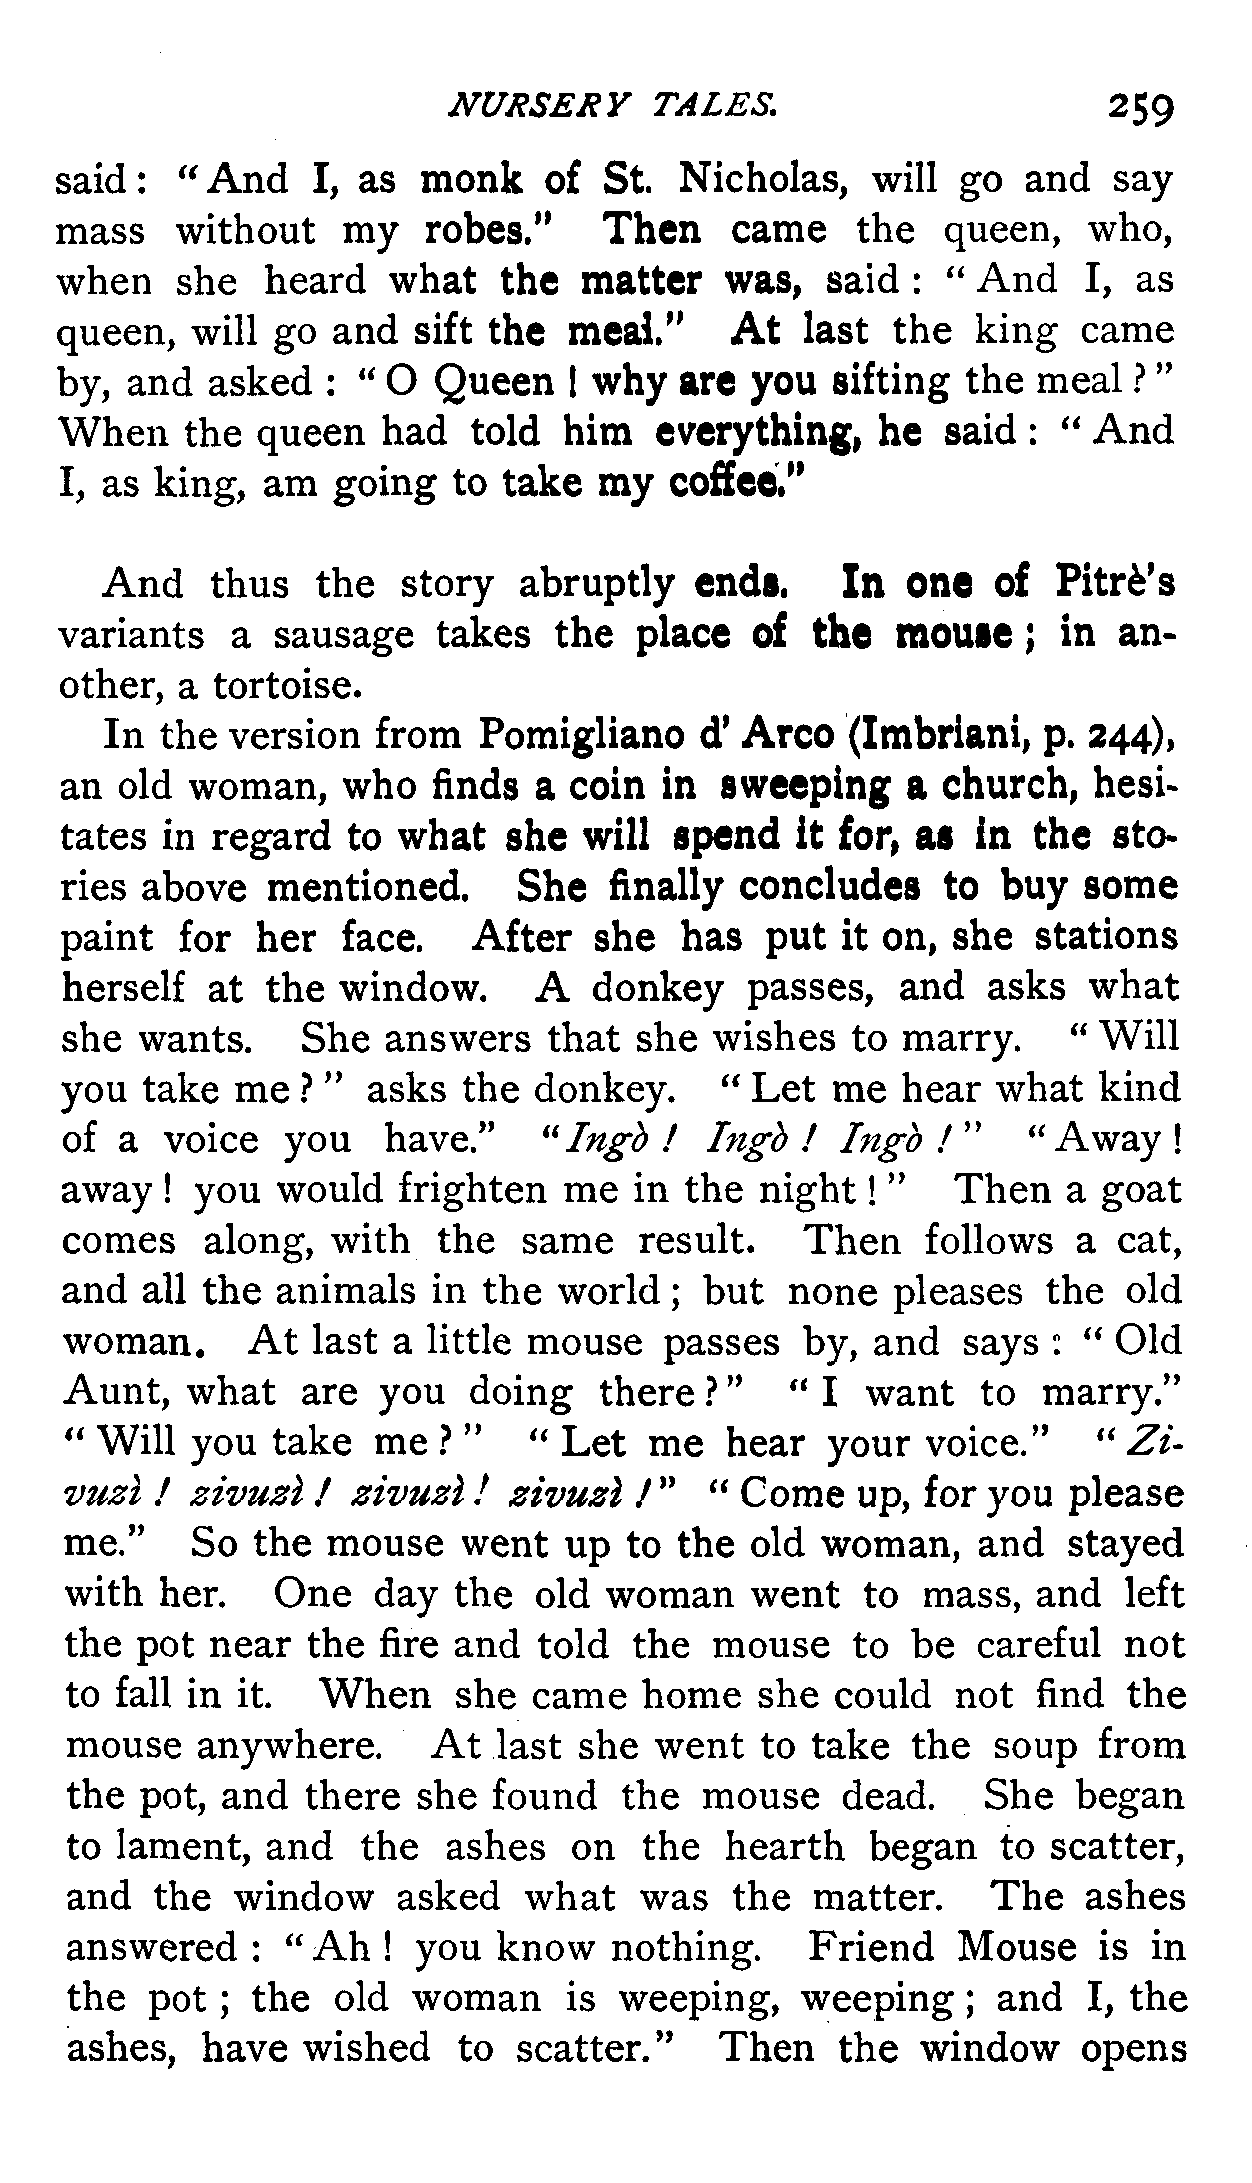 NURSERY TALES. 259
said : “ And I, as monk of St. Nicholas, will go and say
mass without my robes.” Then came the queen, who,
when she heard what the matter was, said : “ And I, as
queen, will go and sift the meal.” At last the king came
by, and asked : “ O Queen ! why are you sifting the meal ? ”
When the queen had told him everything, he said : “ And
I, as king, am going to take my coffee.”
And thus the story abruptly ends. In one of Pitrè’s
variants a sausage takes the place of the mouse ; in an-
other, a tortoise.
In the version from Pomigliano d’ Arco (Imbriani, p. 244),
an old woman, who finds a coin in sweeping a church, hesi-
tates in regard to what she will spend it for, as in the sto-
ries above mentioned. She finally concludes to buy some
paint for her face. After she has put it on, she stations
herself at the window. A donkey passes, and asks what
she wants. She answers that she wishes to marry. “ Will
you take me ? ” asks the donkey. “ Let me hear what kind
of a voice you have.” “ Ingò ! Ingò ! Ingò ! ” “ Away !
away ! you would frighten me in the night ! ” Then a goat
comes along, with the same result. Then follows a cat,
and all the animals in the world ; but none pleases the old
woman. At last a little mouse passes by, and says : “ Old
Aunt, what are you doing there ? ” “ I want to marry.”
“ Will you take me ? ” “ Let me hear your voice.” “ Zi-
vuzì ! zivuzì ! zivuzì ! zivuzì ! ” “ Come up, for you please
me.” So the mouse went up to the old woman, and stayed
with her. One day the old woman went to mass, and left
the pot near the fire and told the mouse to be careful not
to fall in it. When she came home she could not find the
mouse anywhere. At last she went to take the soup from
the pot, and there she found the mouse dead. She began
to lament, and the ashes on the hearth began to scatter,
and the window asked what was the matter. The ashes
answered : “ Ah ! you know nothing. Friend Mouse is in
the pot ; the old woman is weeping, weeping ; and I, the
ashes, have wished to scatter.” Then the window opens